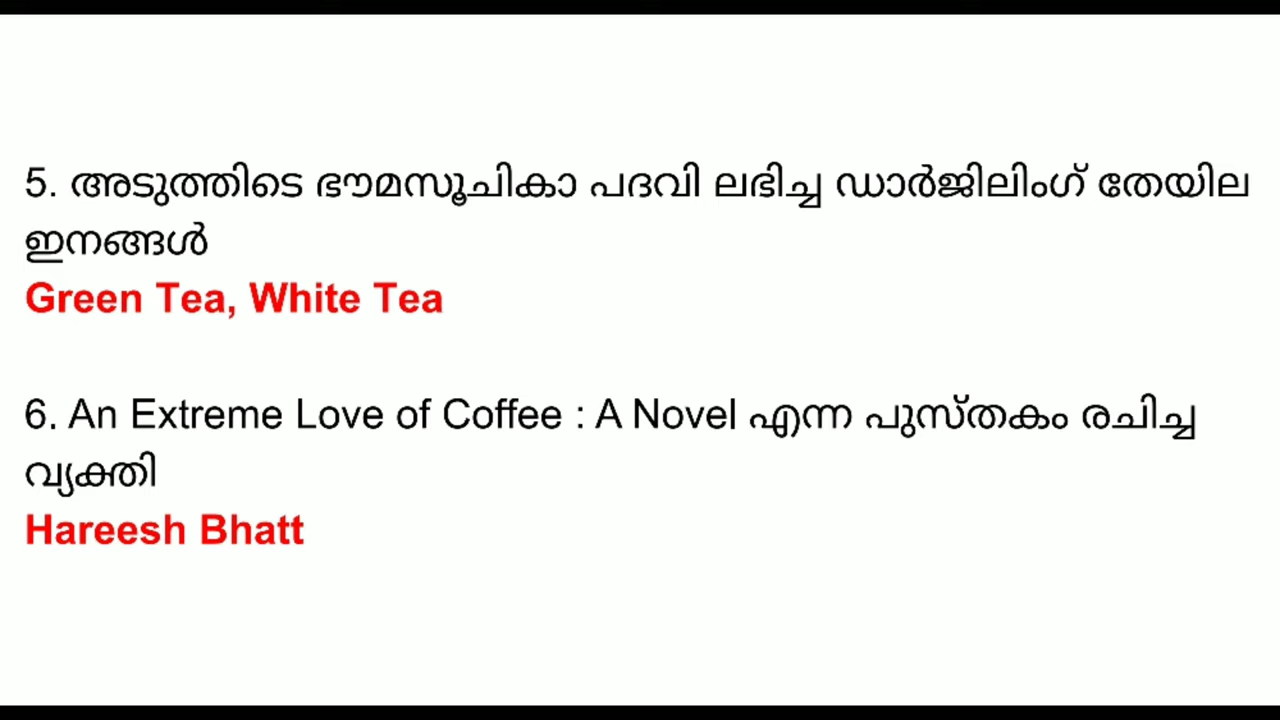 5. അടുത്തിടെ ഭൗമസൂചികാ പദവി ലഭിച്ച ഡാർജിലിംഗ് തേയില
ഇനങ്ങൾ
Green Tea, White Tea
6. An Extreme Love of Coffee : A Novel എന്ന പുസ്തകം രചിച്ച
വ്യക്തി
Hareesh Bhatt